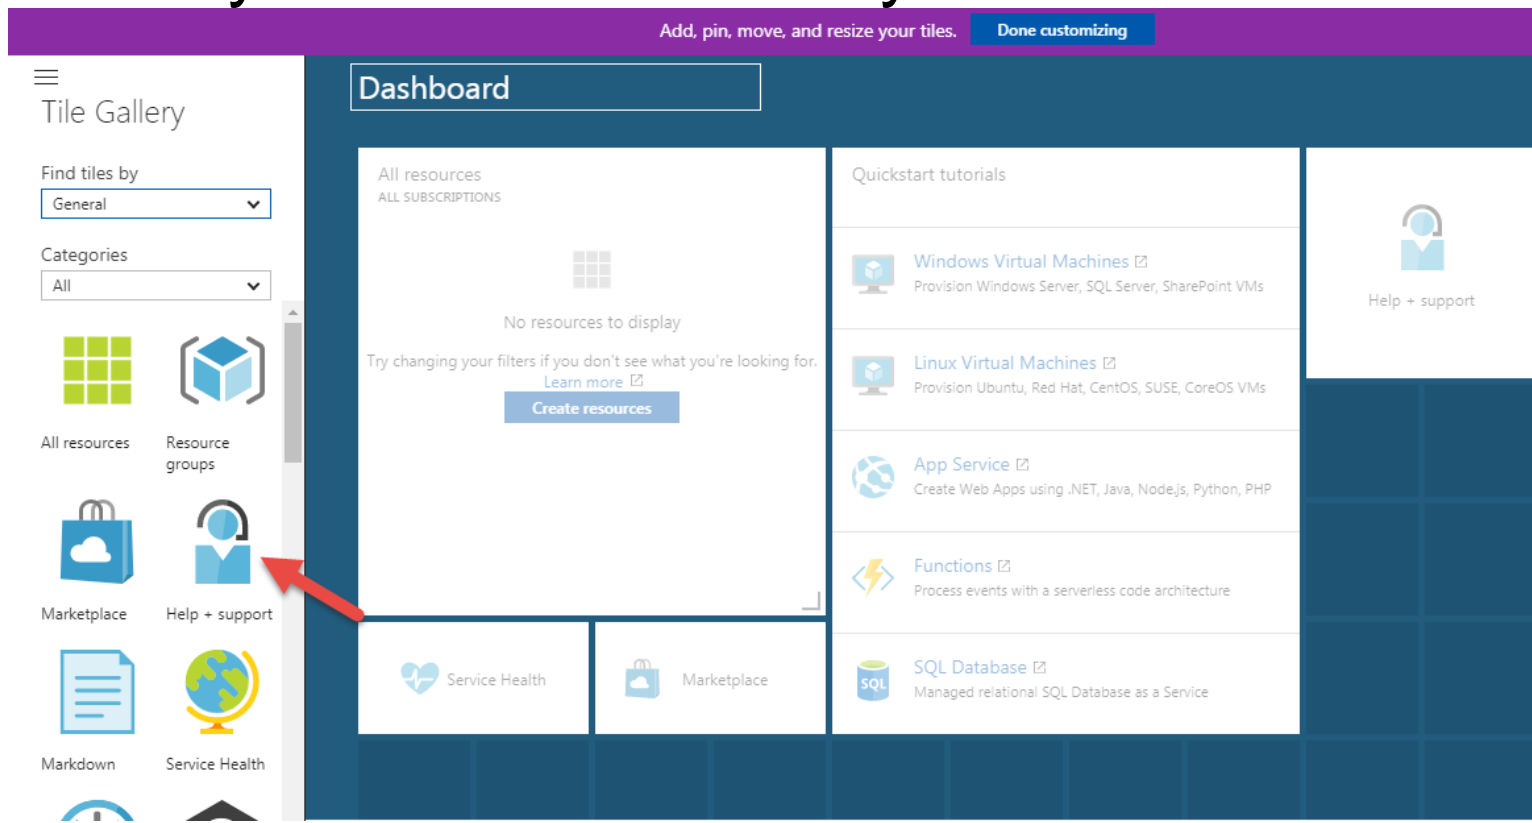 Add, pin, move, and resize your tiles.
Done customizing
Tile Gallery
Find tiles by
General
Categories
All
All resources
Resource
groups
Marketplace
Help + support
Markdown
Service Health
Dashboard
All resources
ALL SUBSCRIPTIONS
No resources to display
Try changing your filters if you don't see what you're looking for.
Learn more
Create resources
Service Health
Marketplace
Quickstart tutorials
Windows Virtual Machines
Provision Windows Server, SQL Server, SharePoint VMs
Linux Virtual Machines
Provision Ubuntu, Red Hat, CentOS, SUSE, CoreOS VMs
App Service
Create Web Apps using .NET, Java, Node.js, Python, PHP
Functions
Process events with a serverless code architecture
SQL
SQL Database
Managed relational SQL Database as a Service
Help + support